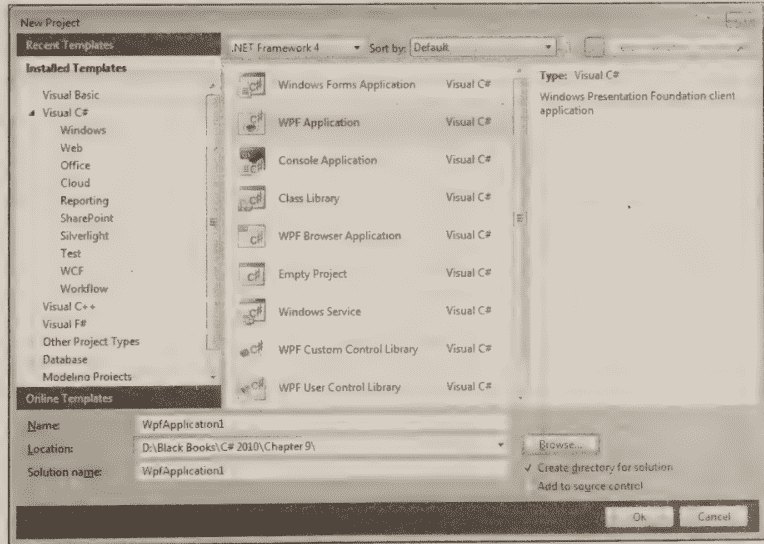 New Project
Recent Templates
.NET Framework 4 Sort by: Default
Installed Templates
Visual Basic
Visual C#
Windows
Web
Office
Cloud
Reporting
SharePoint
Silverlight
Test
WCF
Workflow
Visual C++
Visual F#
Other Project Types
Database
Modeling Projects
Online Templates
Windows Forms Application Visual C#
WPF Application Visual C#
Console Application Visual C#
Class Library Visual C#
WPF Browser Application Visual C#
Empty Project Visual C#
Windows Service Visual C#
WPF Custom Control Library Visual C#
WPF User Control Library Visual C#
Type: Visual C#
Windows Presentation Foundation client
application
Name: WpfApplication1
Location: D:\Black Books\C# 2010\Chapter 9\
Browse...
Solution name: WpfApplication1
Create directory for solution
Add to source control
Ok Cancel